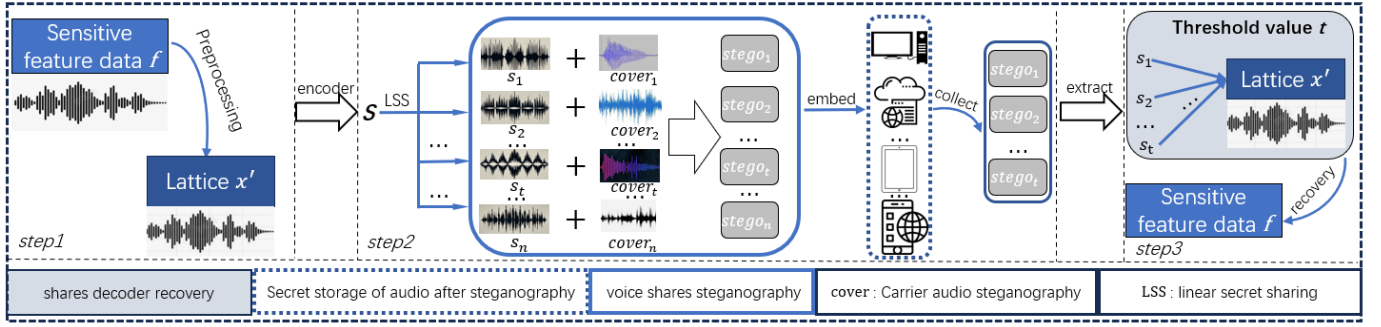 Sensitive
feature data f
Preprocessing
Lattice x′
step1
encoder
S
LSS
...
...
step2
s1
+
cover1
s2
+
cover2
...
...
st
+
covert
sn
+
covern
stego1
stego2
...
stegot
...
stegon
embed
collect
stego1
stego2
...
stegot
extract
Threshold value t
s1
s2
...
st
...
Lattice x′
recovery
Sensitive
feature data f
step3
shares decoder recovery
Secret storage of audio after steganography
voice shares steganography
cover : Carrier audio steganography
LSS : linear secret sharing